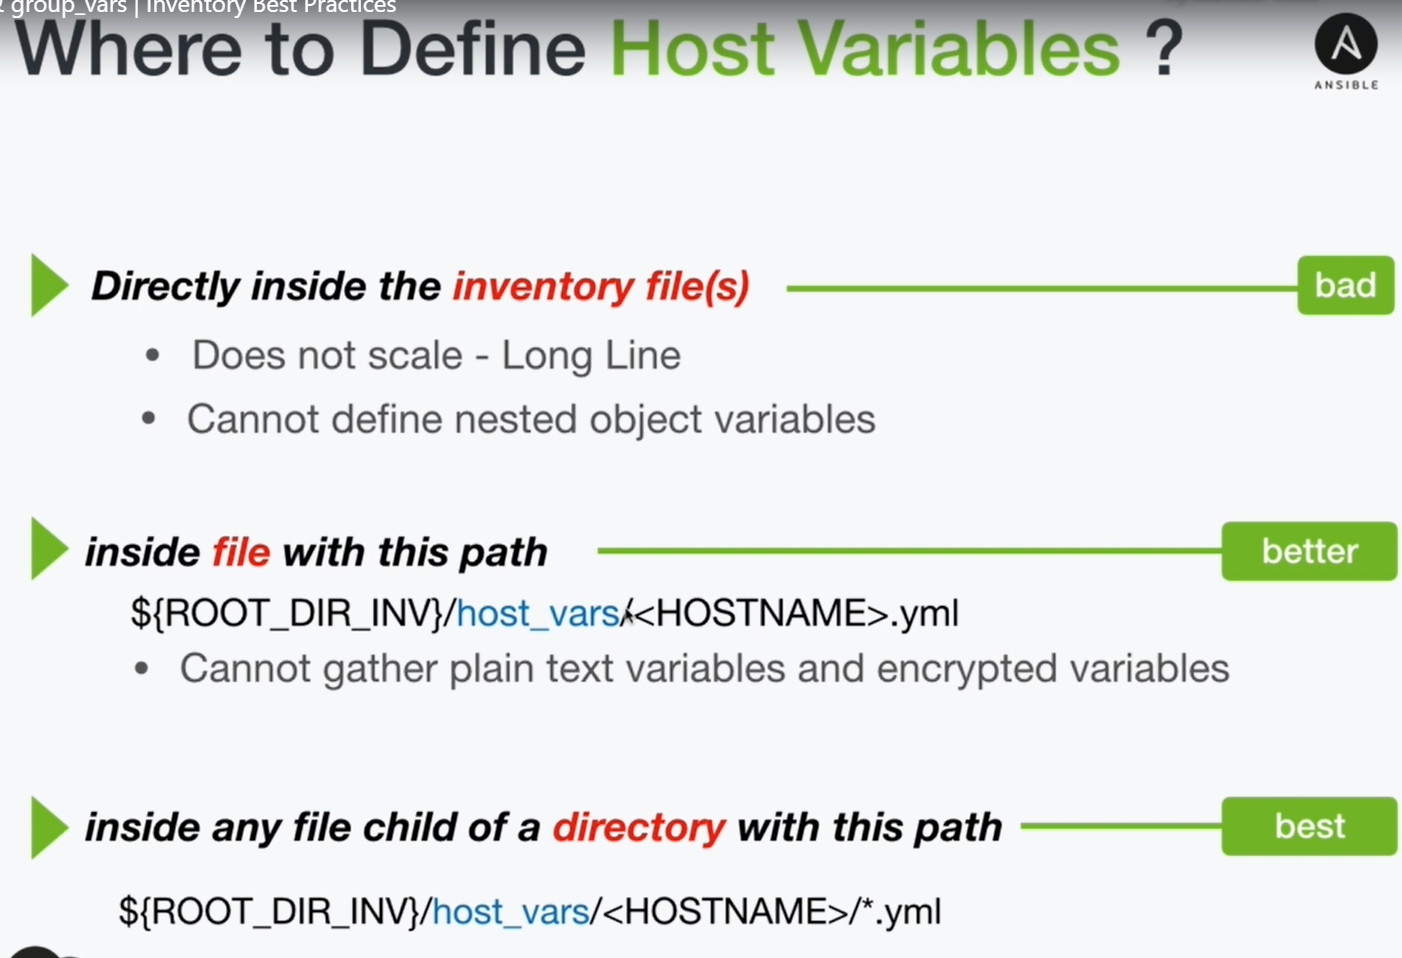 group_vars | Inventory Best Practices
Where to Define Host Variables ?
ANSIBLE
Directly inside the inventory file(s)
bad
• Does not scale - Long Line
• Cannot define nested object variables
inside file with this path
better
${ROOT_DIR_INV}/host_vars/<HOSTNAME>.yml
• Cannot gather plain text variables and encrypted variables
inside any file child of a directory with this path
best
${ROOT_DIR_INV}/host_vars/<HOSTNAME>/*.yml